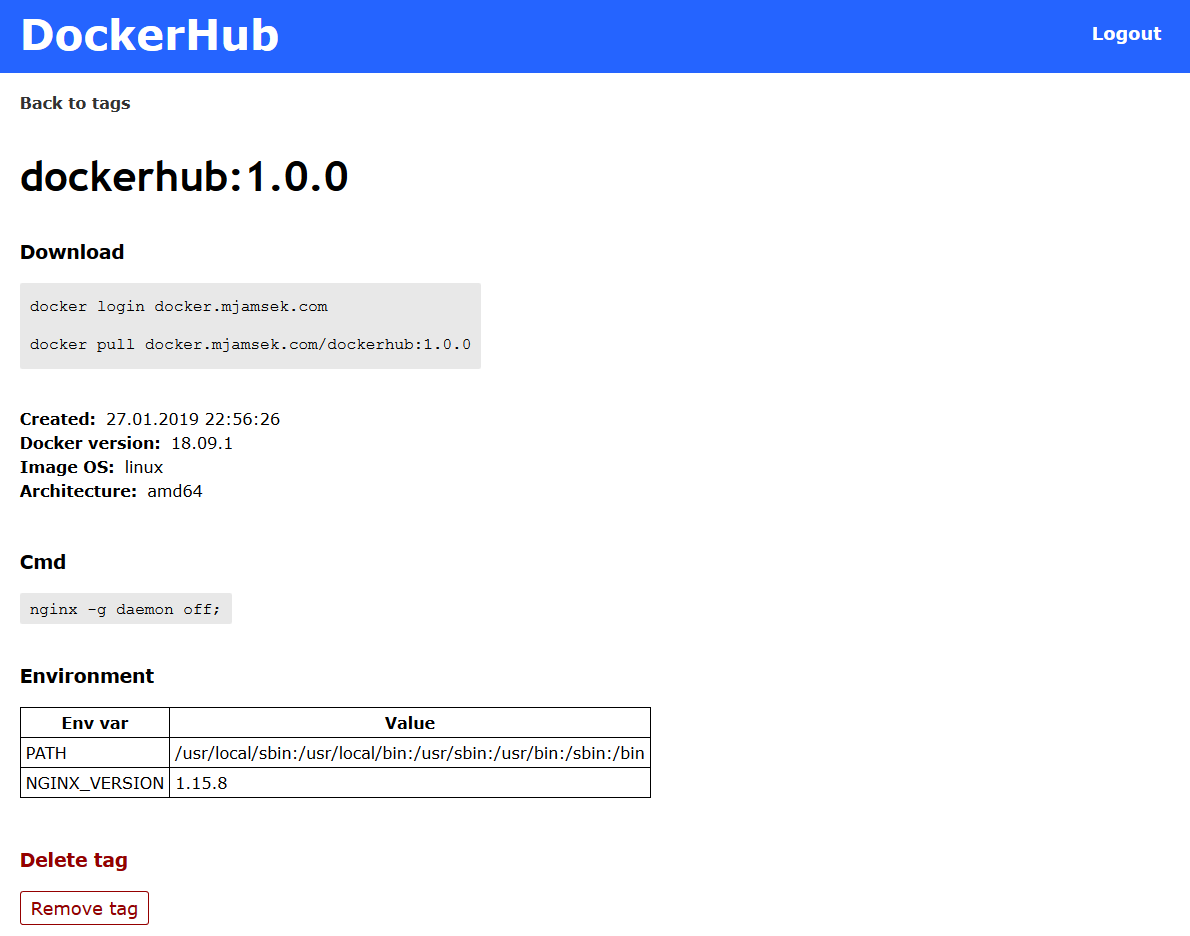 DockerHub
Logout
Back to tags
dockerhub:1.0.0
Download
docker login docker.mjamsek.com
docker pull docker.mjamsek.com/dockerhub:1.0.0
Created: 27.01.2019 22:56:26
Docker version: 18.09.1
Image OS: linux
Architecture: amd64
Cmd
nginx -g daemon off;
Environment
Env var Value
PATH /usr/local/sbin:/usr/local/bin:/usr/sbin:/usr/bin:/sbin:/bin
NGINX_VERSION 1.15.8
Delete tag
Remove tag